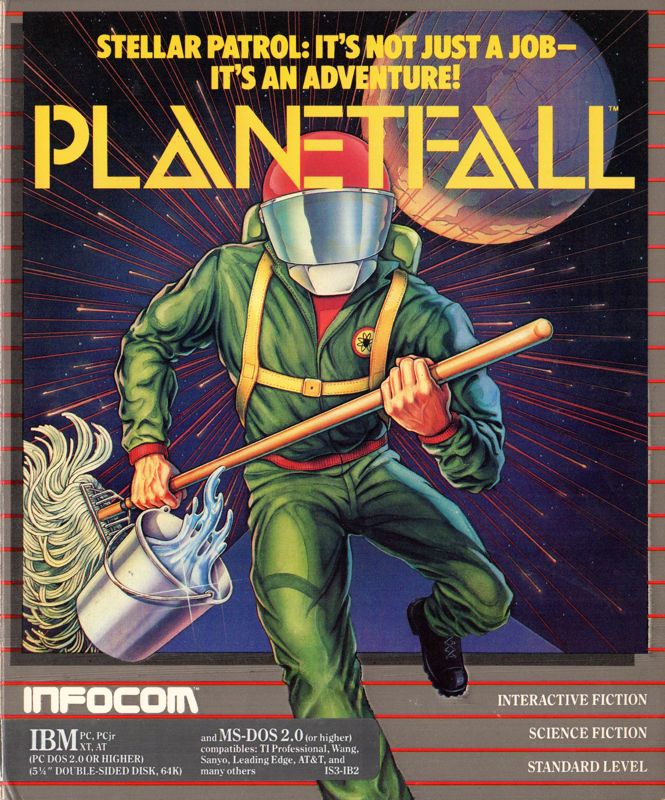 STELLAR PATROL: IT'S NOT JUST A JOB—
IT'S AN ADVENTURE!
PLANETFALL™
INFOCOM™
IBM PC, PCjr
XT, AT
(PC DOS 2.0 OR HIGHER)
(5¼" DOUBLE-SIDED DISK, 64K)
and MS-DOS 2.0 (or higher)
compatibles: TI Professional, Wang,
Sanyo, Leading Edge, AT&T, and
many others IS3-IB2
INTERACTIVE FICTION
SCIENCE FICTION
STANDARD LEVEL